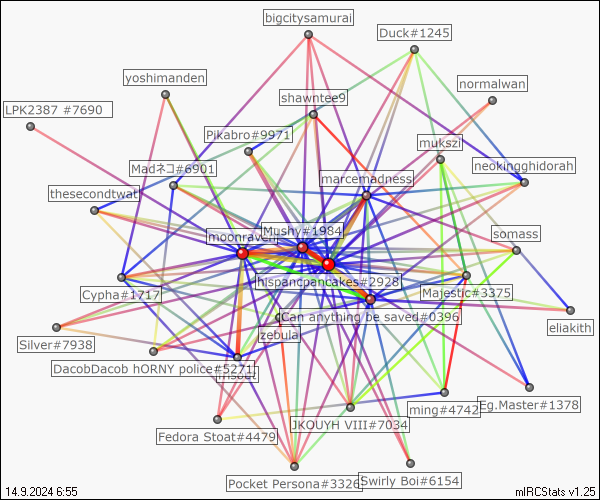 bigcitysamurai
Duck#1245
yoshimanden
normalwan
shawntee9
LPK2387 #7690
Pikabro#9971
mukszi
Madネコ#6901
neokingghidorah
marcemadness
thesecondtwat
Mushy#1984
moonraven
somass
hispancpancakes#2928
Cypha#1717
Majestic#3375
Can anything be saved#0396
eliakith
zebula
Silver#7938
DacobDacob hORNY police#5271
Eg.Master#1378
ming#4742
JKOUYH VIII#7034
Fedora Stoat#4479
Pocket Persona#3326
Swirly Boi#6154
14.9.2024 6:55
mIRCStats v1.25